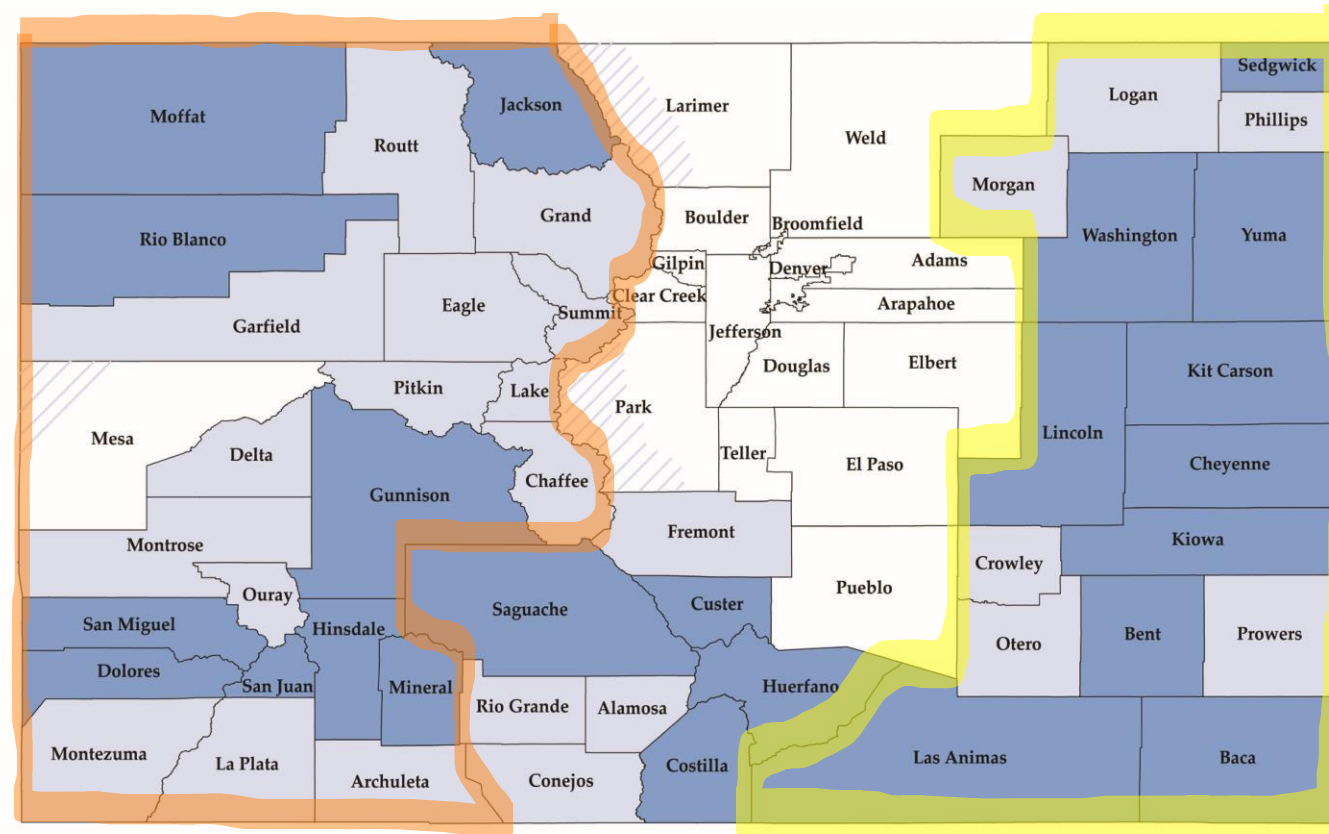 Sedgwick
Logan
Larimer
Jackson
Moffat
Phillips
Weld
Routt
Morgan
Grand
Boulder
Broomfield
Washington
Yuma
Rio Blanco
Gilpin
Denver
Adams
Clear Creek
Arapahoe
Eagle
Summit
Garfield
Jefferson
Douglas
Elbert
Kit Carson
Pitkin
Lake
Park
Mesa
Lincoln
Delta
Teller
El Paso
Cheyenne
Chaffee
Gunnison
Fremont
Kiowa
Montrose
Crowley
Ouray
Pueblo
Saguache
Custer
San Miguel
Hinsdale
Otero
Bent
Prowers
Dolores
San Juan
Mineral
Huerfano
Rio Grande
Alamosa
Montezuma
La Plata
Costilla
Las Animas
Baca
Archuleta
Conejos